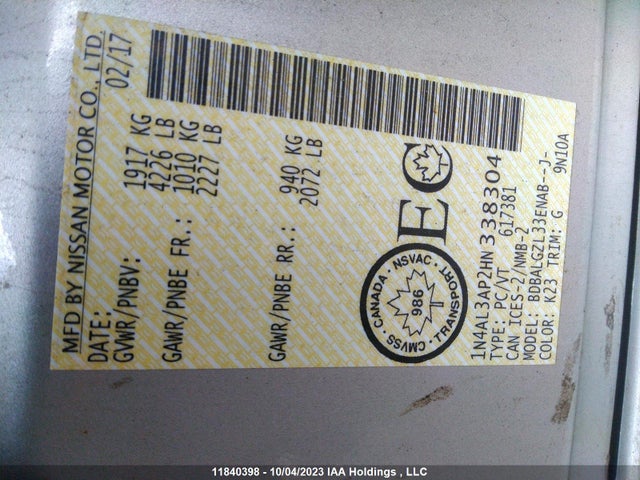 MFD BY NISSAN MOTOR CO., LTD.
DATE: 02/17
GVWR/PNBV: 1917 KG
4226 LB
GAWR/PNBE FR.: 1010 KG
2227 LB
GAWR/PNBE RR.: 940 KG
2072 LB
CANADA · NSVAC · TRANSPORT · CMVSS ·
986
EC
1N4AL3AP2HN338304
TYPE: PC/VT 617381
CAN ICES-2/NMB-2
MODEL: BDBALGZL33ENAB--J-
COLOR: K23 TRIM: G 9N10A
11840398 - 10/04/2023 IAA Holdings , LLC